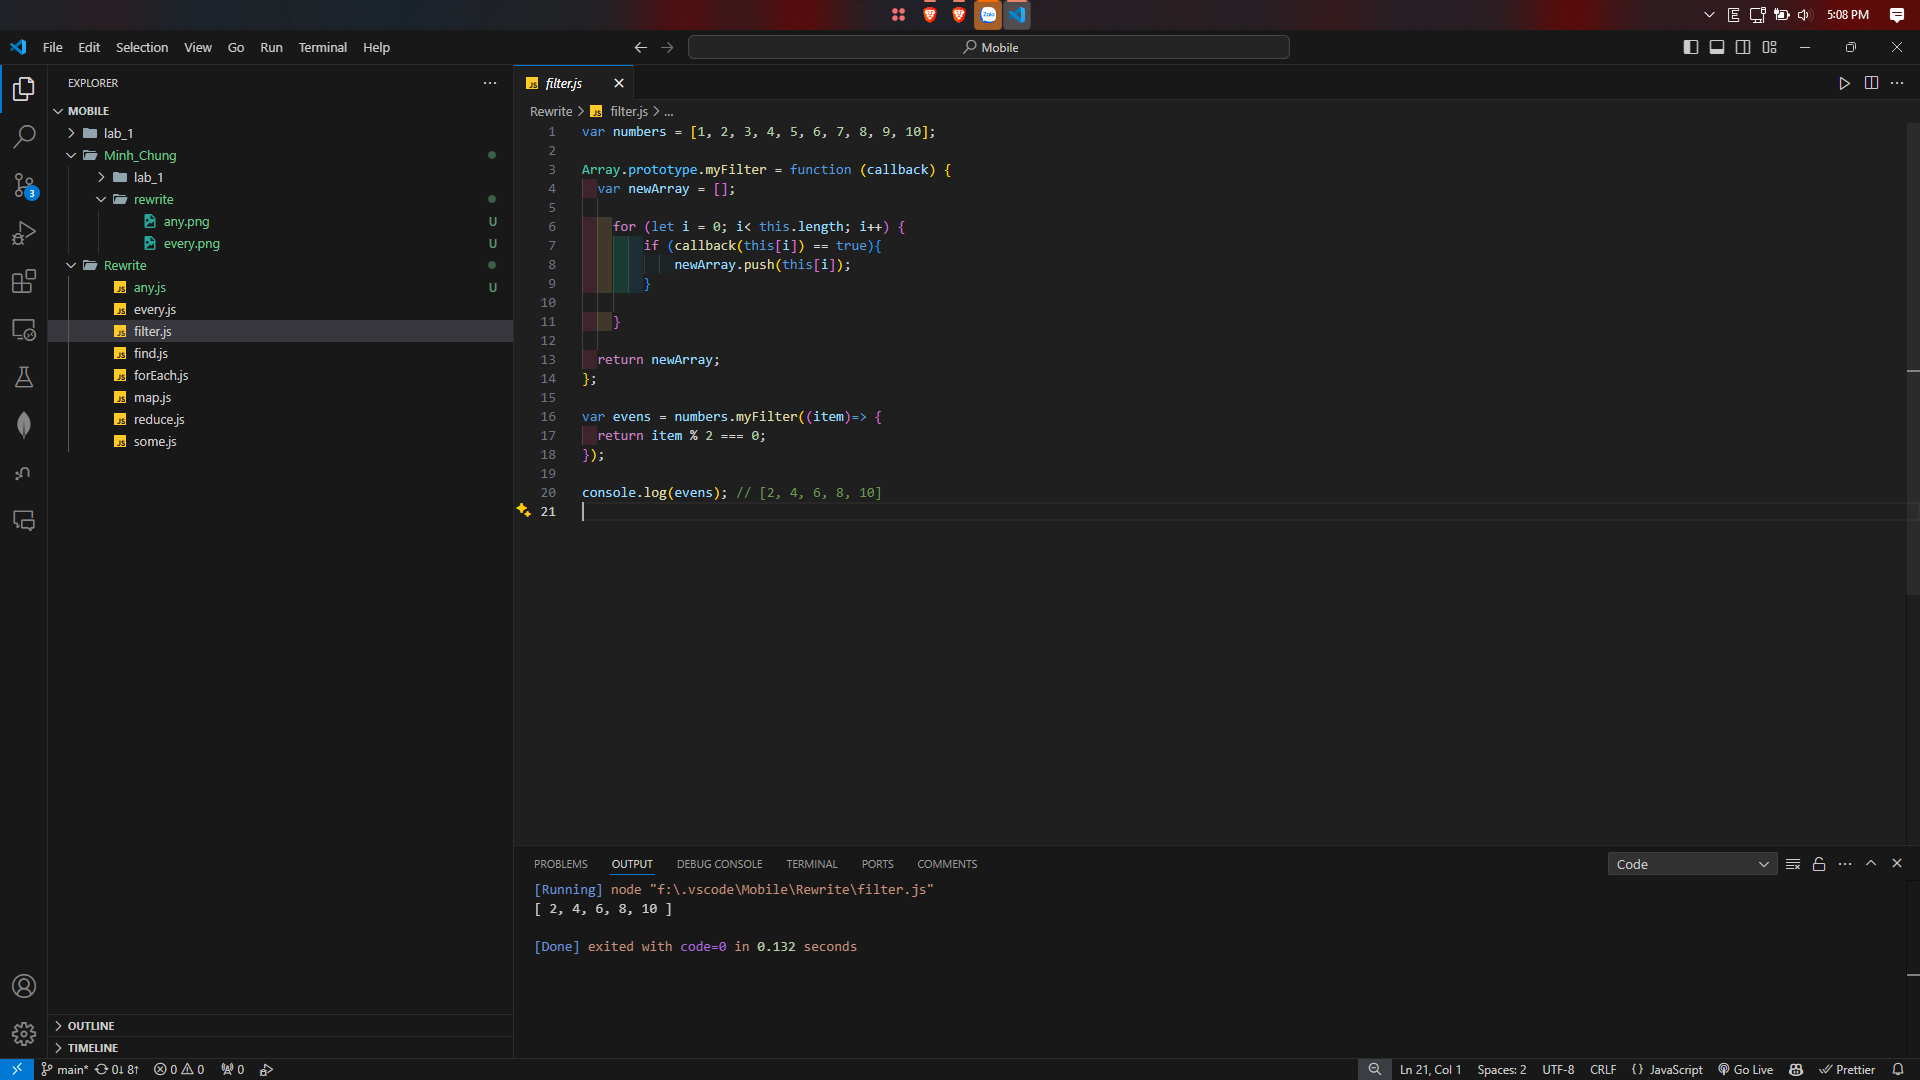 Zalo
5:08 PM
File Edit Selection View Go Run Terminal Help
Mobile
EXPLORER
MOBILE
lab_1
Minh_Chung
lab_1
rewrite
any.png U
every.png U
Rewrite
any.js U
every.js
filter.js
find.js
forEach.js
map.js
reduce.js
some.js
OUTLINE
TIMELINE
3
JS filter.js
Rewrite > JS filter.js > ...
1 var numbers = [1, 2, 3, 4, 5, 6, 7, 8, 9, 10];
2
3 Array.prototype.myFilter = function (callback) {
4 var newArray = [];
5
6 for (let i = 0; i< this.length; i++) {
7 if (callback(this[i]) == true){
8 newArray.push(this[i]);
9 }
10
11 }
12
13 return newArray;
14 };
15
16 var evens = numbers.myFilter((item)=> {
17 return item % 2 === 0;
18 });
19
20 console.log(evens); // [2, 4, 6, 8, 10]
21
PROBLEMS OUTPUT DEBUG CONSOLE TERMINAL PORTS COMMENTS
Code
[Running] node "f:\.vscode\Mobile\Rewrite\filter.js"
[ 2, 4, 6, 8, 10 ]
[Done] exited with code=0 in 0.132 seconds
main* 0↓ 8↑ 0 0 0
Ln 21, Col 1 Spaces: 2 UTF-8 CRLF {} JavaScript Go Live Prettier